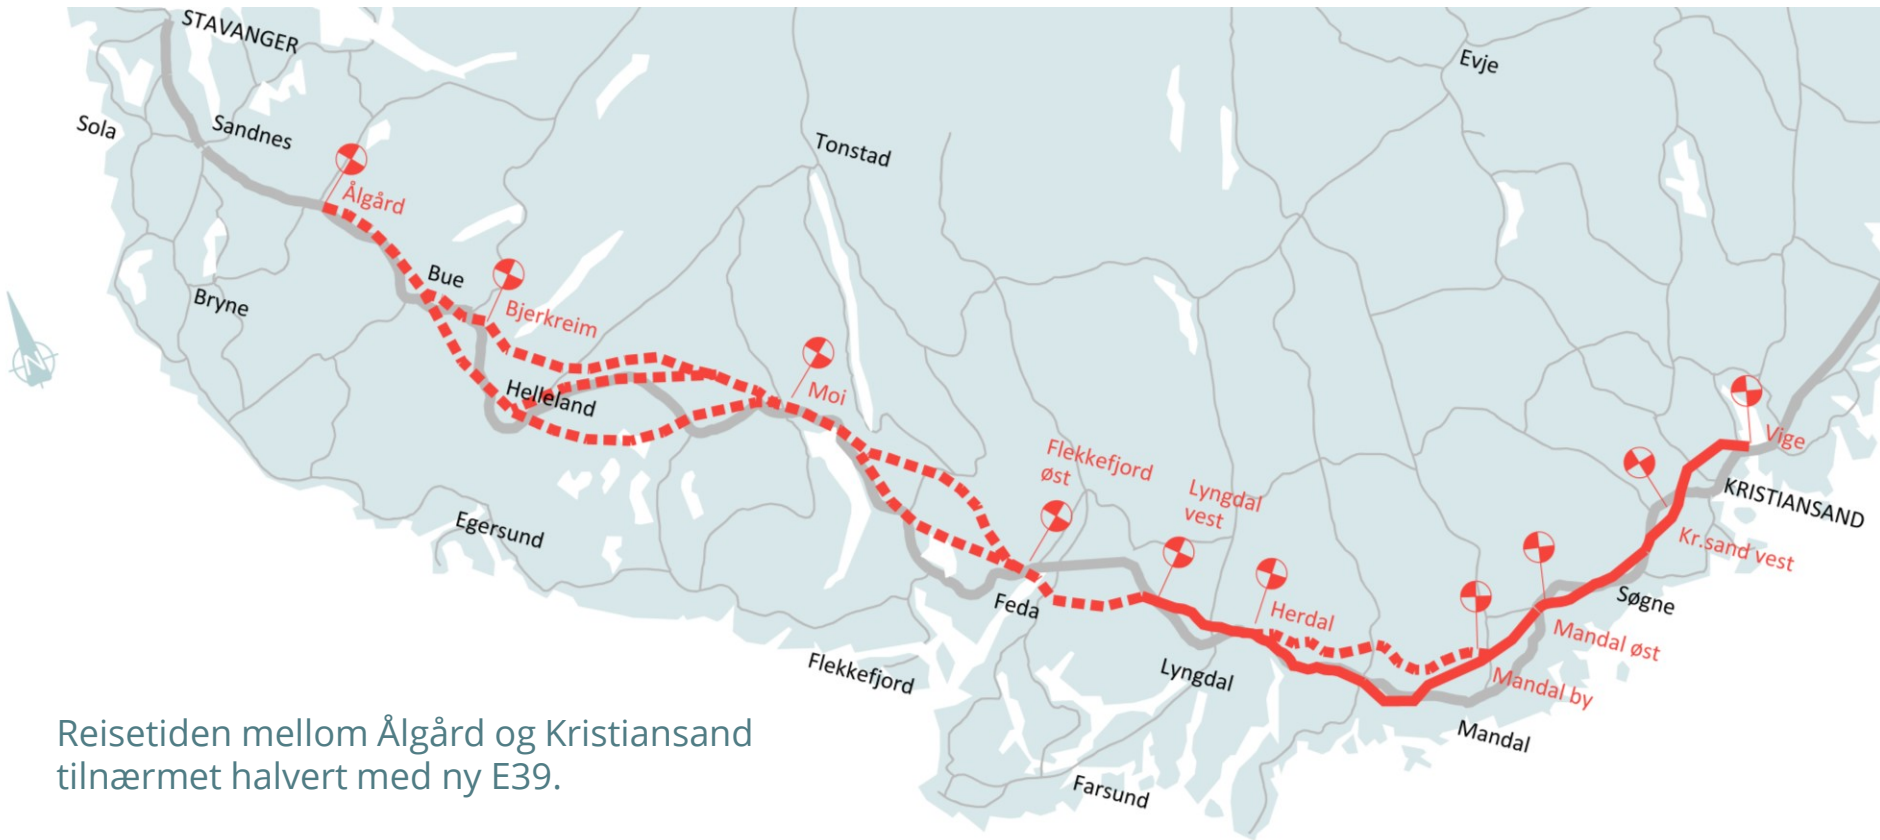 STAVANGER
Evje
Sola
Sandnes
Tonstad
Ålgård
Bue
Bryne
Bjerkreim
Helleland
Moi
Vige
Flekkefjord
øst
Lyngdal
vest
KRISTIANSAND
Egersund
Kr.sand vest
Feda
Herdal
Søgne
Mandal øst
Flekkefjord
Lyngdal
Mandal by
Mandal
Farsund
N
Reisetiden mellom Ålgård og Kristiansand
tilnærmet halvert med ny E39.